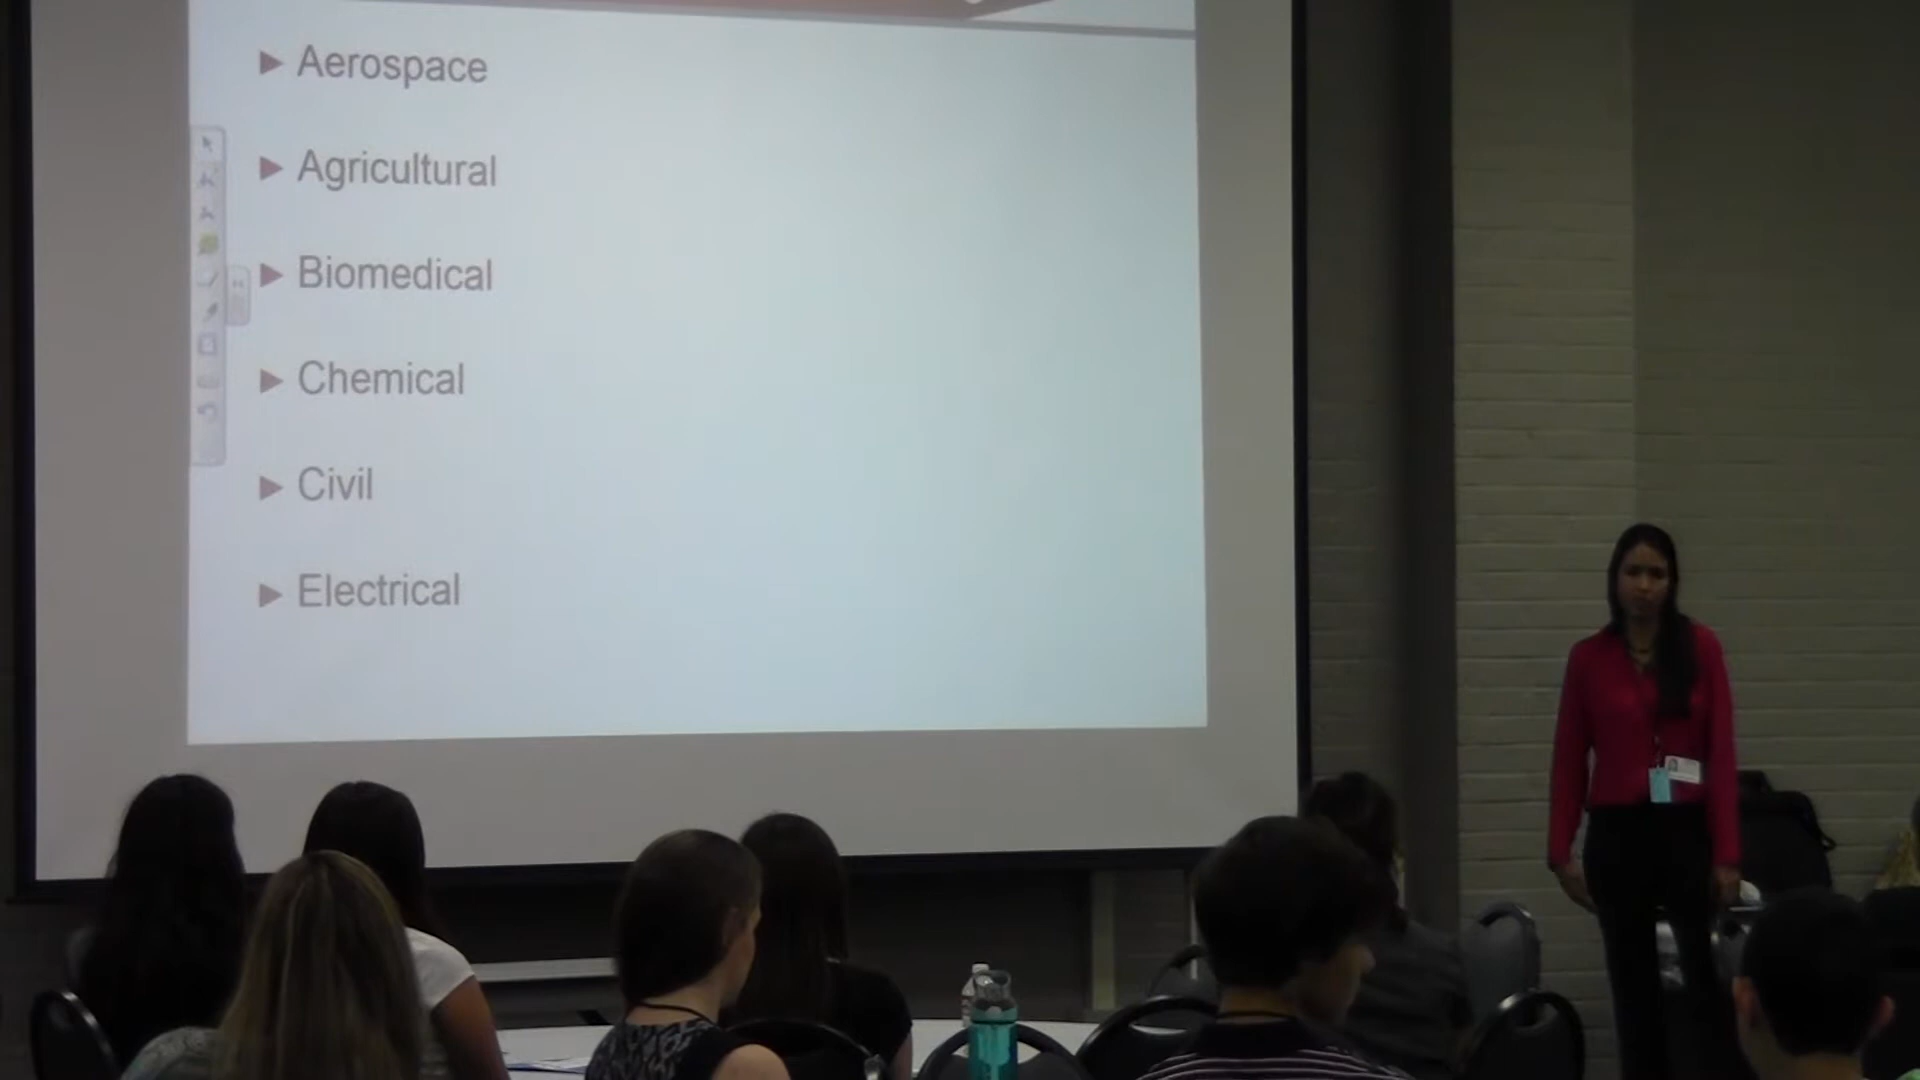 ► Aerospace
► Agricultural
► Biomedical
► Chemical
► Civil
► Electrical